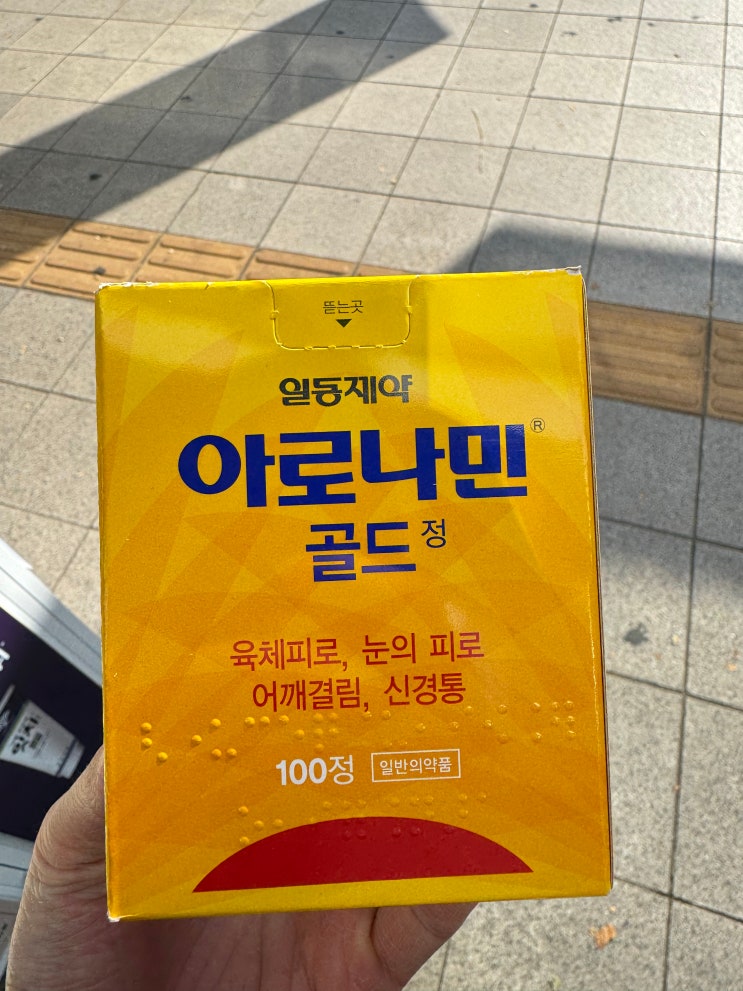 뜯는곳
일동제약
아로나민®
골드 정
육체피로, 눈의 피로
어깨결림, 신경통
100정 일반의약품
잇치